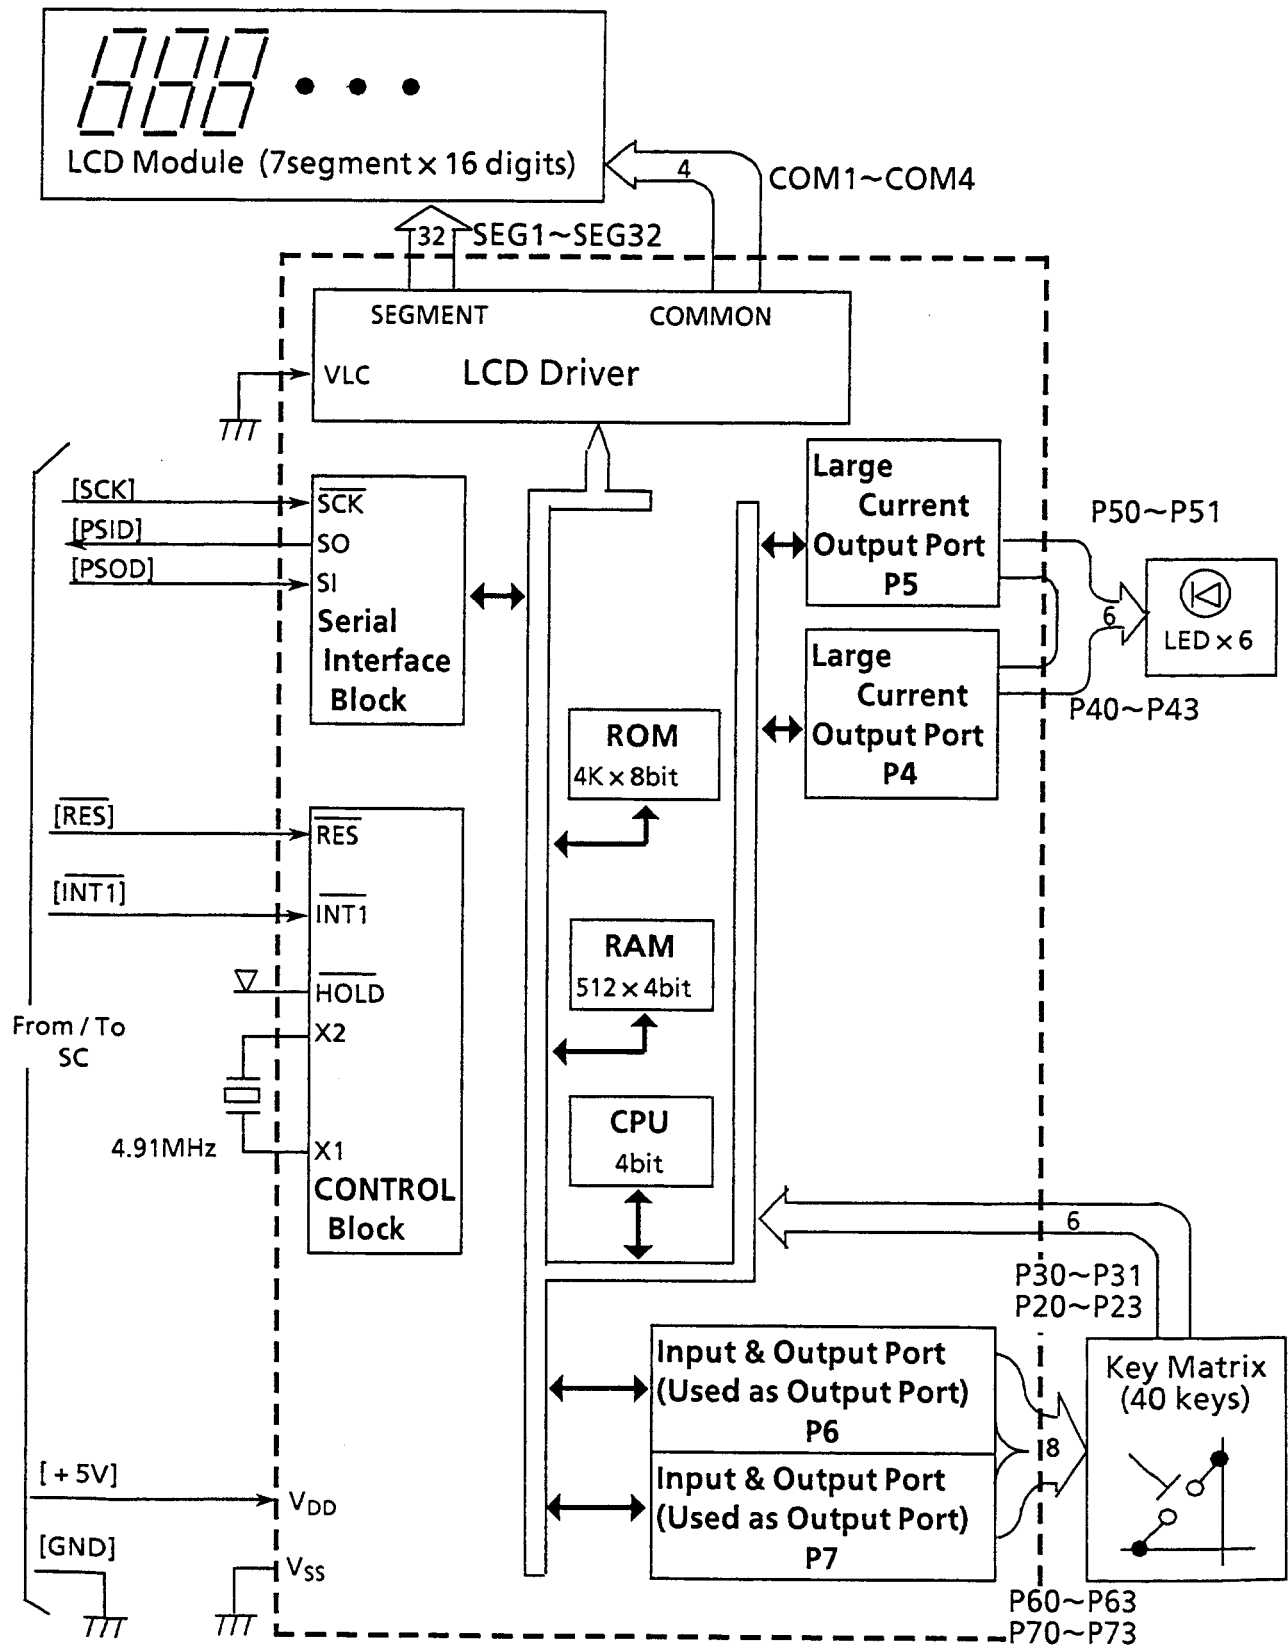 LCD Module (7segment × 16 digits)
4
COM1~COM4
32
SEG1~SEG32
SEGMENT
COMMON
VLC
LCD Driver
[SCK]
[PSID]
[PSOD]
SCK
SO
SI
Serial
Interface
Block
Large
Current
Output Port
P5
P50~P51
6
LED × 6
Large
Current
Output Port
P4
P40~P43
ROM
4K × 8bit
[RES]
RES
[INT1]
INT1
HOLD
X2
From / To
SC
4.91MHz
X1
CONTROL
Block
RAM
512 × 4bit
CPU
4bit
6
P30~P31
P20~P23
Input & Output Port
(Used as Output Port)
P6
Input & Output Port
(Used as Output Port)
P7
8
Key Matrix
(40 keys)
[ + 5V]
VDD
[GND]
VSS
P60~P63
P70~P73